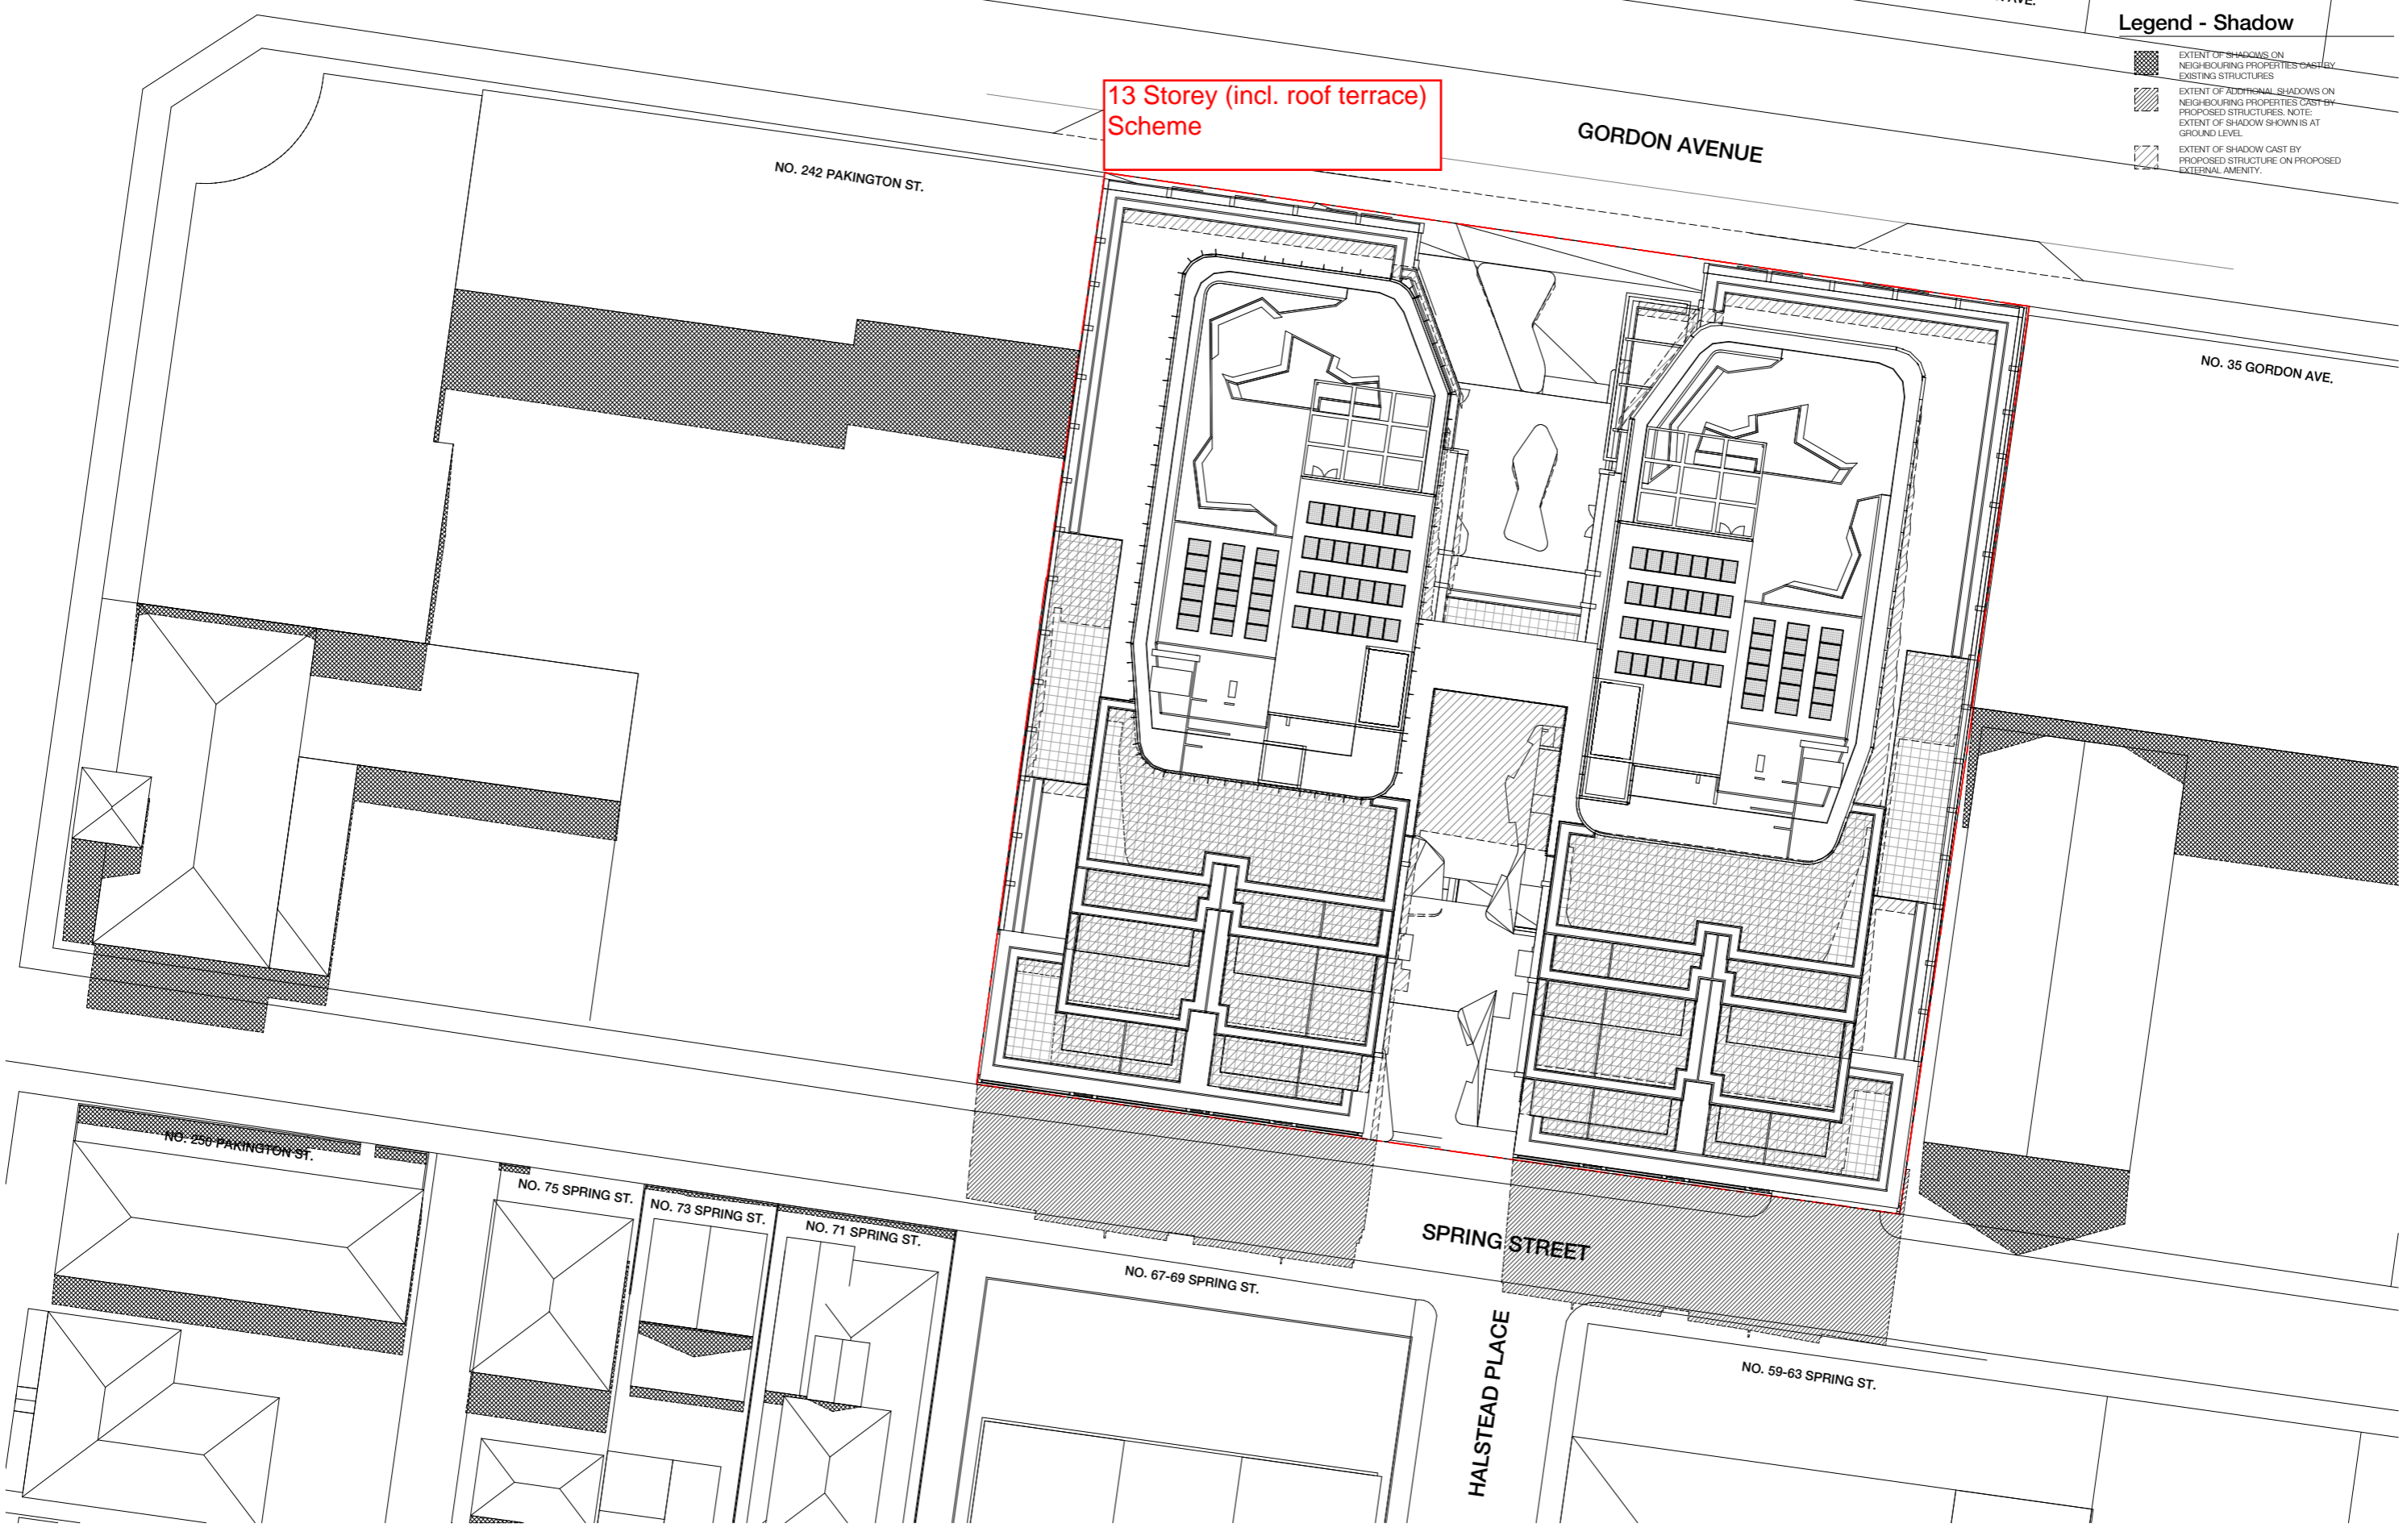 AVE.
Legend - Shadow
EXTENT OF SHADOWS ON
NEIGHBOURING PROPERTIES CAST BY
EXISTING STRUCTURES
EXTENT OF ADDITIONAL SHADOWS ON
NEIGHBOURING PROPERTIES CAST BY
PROPOSED STRUCTURES. NOTE:
EXTENT OF SHADOW SHOWN IS AT
GROUND LEVEL
EXTENT OF SHADOW CAST BY
PROPOSED STRUCTURE ON PROPOSED
EXTERNAL AMENITY.
13 Storey (incl. roof terrace)
Scheme
GORDON AVENUE
NO. 242 PAKINGTON ST.
NO. 35 GORDON AVE.
NO. 250 PAKINGTON ST.
NO. 75 SPRING ST.
NO. 73 SPRING ST.
NO. 71 SPRING ST.
SPRING STREET
NO. 67-69 SPRING ST.
HALSTEAD PLACE
NO. 59-63 SPRING ST.